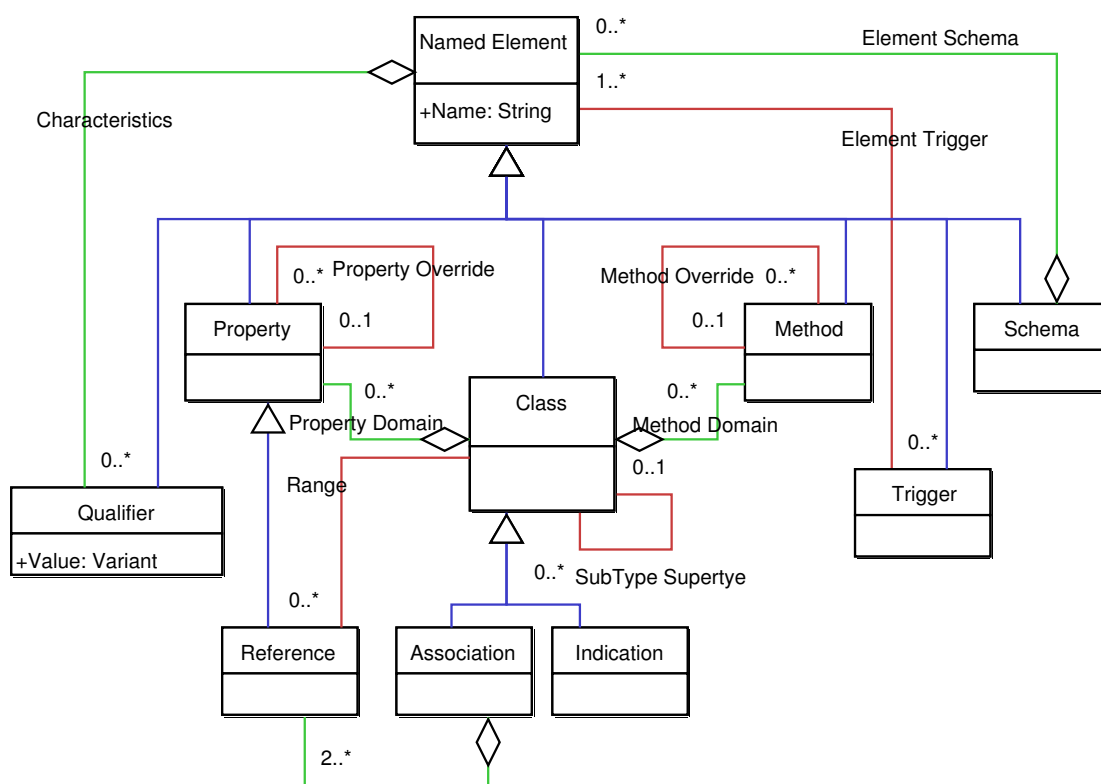 0..*
Element Schema
Named Element
1..*
+Name: String
Characteristics
Element Trigger
0..*
Property Override
Method Override
0..*
Property
0..1
0..1
Method
Schema
0..*
0..*
Class
Property Domain
Method Domain
0..*
0..*
0..1
Range
Trigger
Qualifier
+Value: Variant
0..*
SubType Supertye
0..*
Reference
Association
Indication
2..*